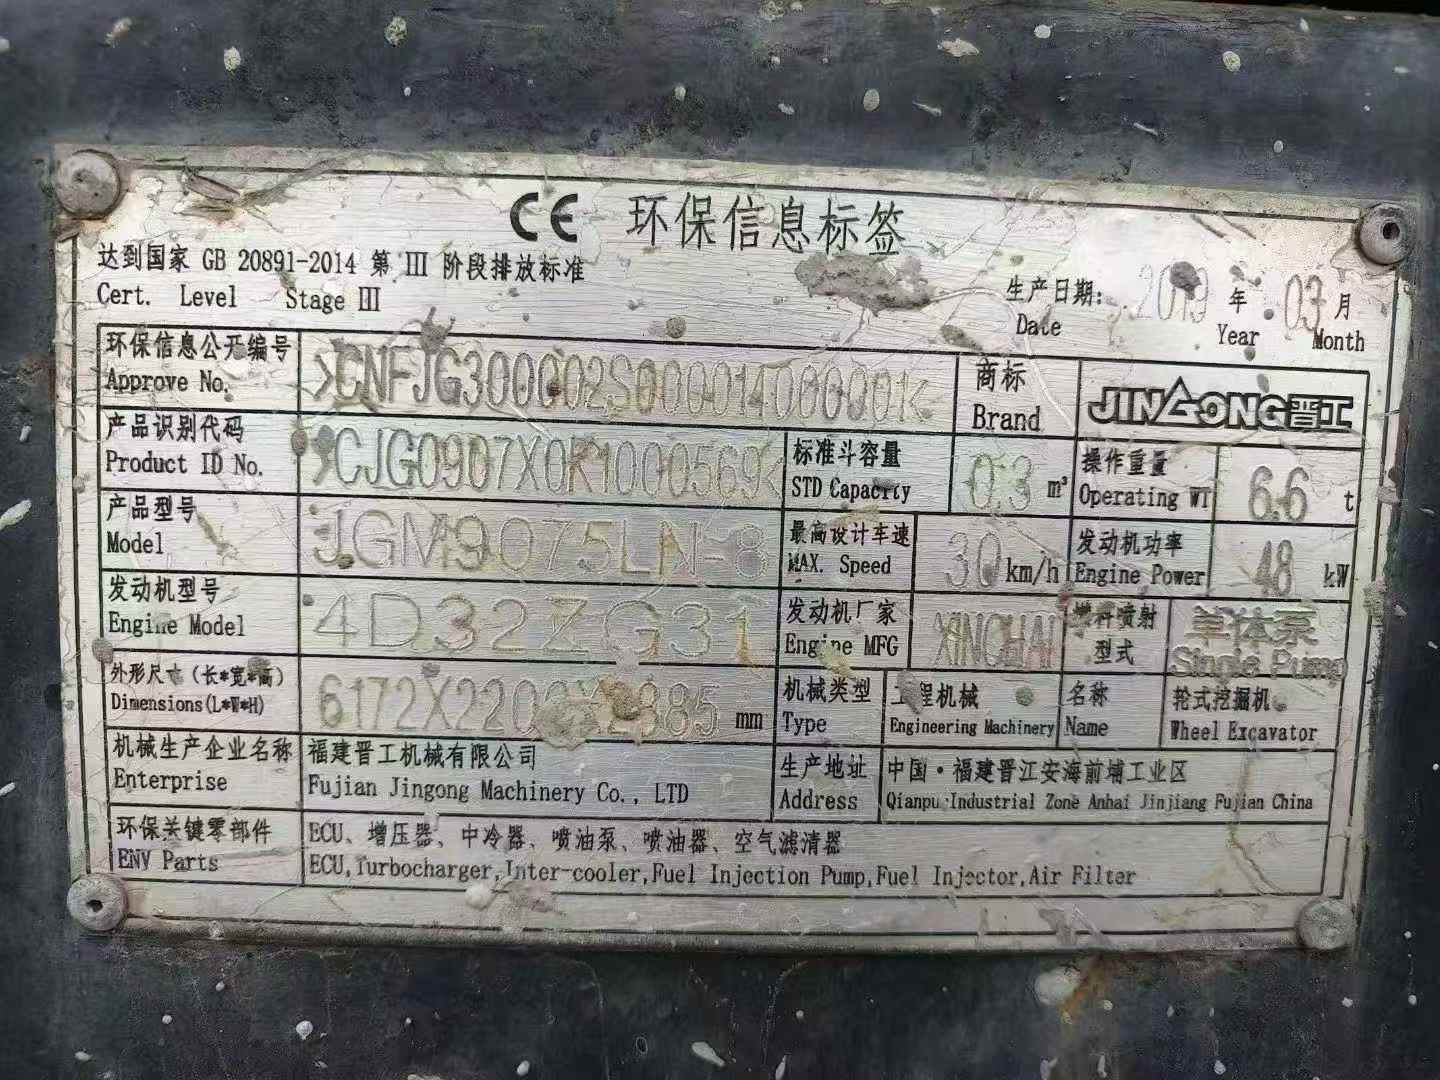 CE 环保信息标签
达到国家 GB 20891-2014 第 III 阶段排放标准
Cert. Level Stage III
生产日期: 2019 年 03 月
Date Year Month
环保信息公开编号
Approve No.
CNFJG300002S000014000001
商标
Brand
JINGONG晋工
产品识别代码
Product ID No.
CJG0907X0K1000569
标准斗容量
STD Capacity
0.3 m³
操作重量
Operating WT
6.6 t
产品型号
Model
JGM9075LN-8
最高设计车速
MAX. Speed
30 km/h
发动机功率
Engine Power
48 kW
发动机型号
Engine Model
4D32ZG31
发动机厂家
Engine MFG
XINCHAI
燃料喷射
型式
单体泵
Single Pump
外形尺寸(长*宽*高)
Dimensions(L*W*H)
mm
机械类型
Type
工程机械
Engineering Machinery
名称
Name
轮式挖掘机
Wheel Excavator
机械生产企业名称
Enterprise
福建晋工机械有限公司
Fujian Jingong Machinery Co., LTD
生产地址
Address
中国·福建晋江安海前埔工业区
Qianpu Industrial Zone Anhai Jinjiang Fujian China
环保关键零部件
ENV Parts
ECU、增压器、中冷器、喷油泵、喷油器、空气滤清器
ECU,Turbocharger,Inter-cooler,Fuel Injection Pump,Fuel Injector,Air Filter